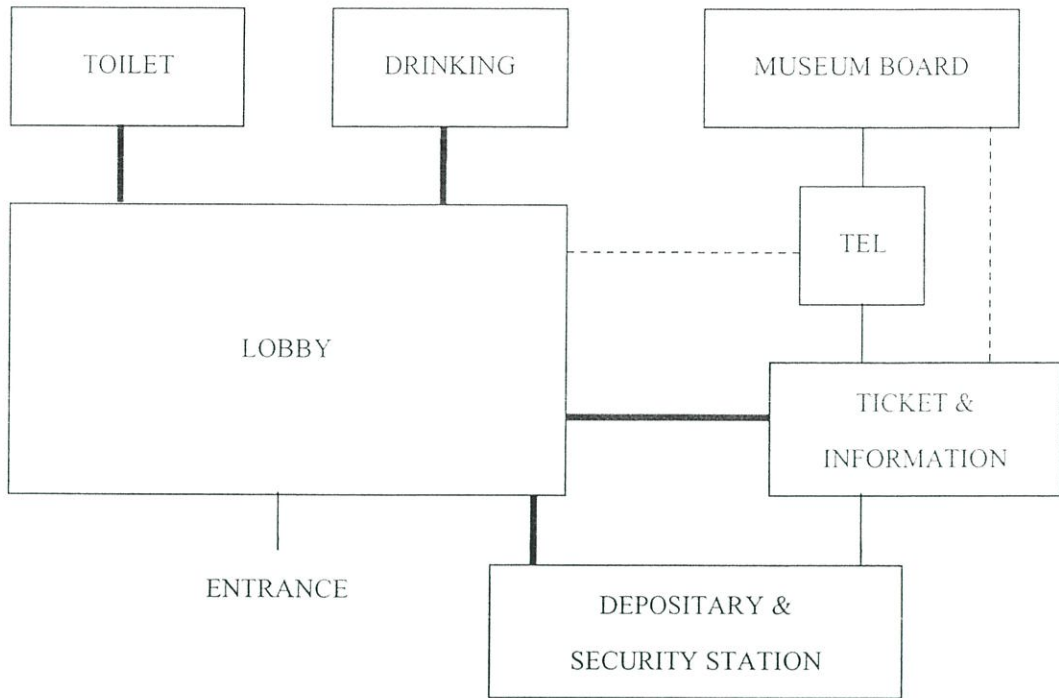 TOILET
DRINKING
MUSEUM BOARD
TEL
LOBBY
TICKET &
INFORMATION
ENTRANCE
DEPOSITARY &
SECURITY STATION